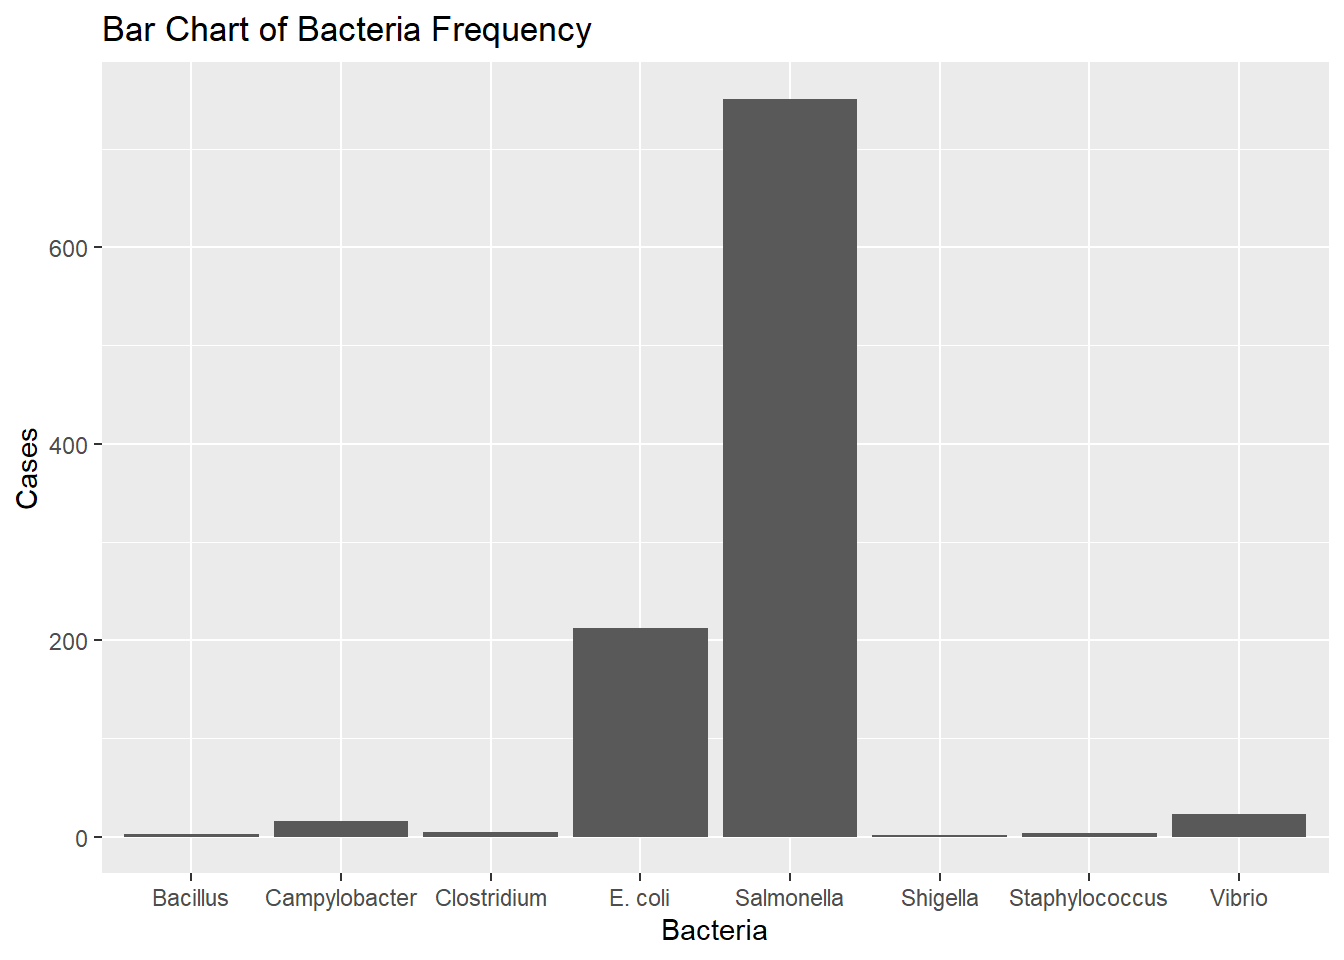 Bar Chart of Bacteria Frequency
Cases
600
400
200
0
Bacillus Campylobacter Clostridium E. coli Salmonella Shigella Staphylococcus Vibrio
Bacteria